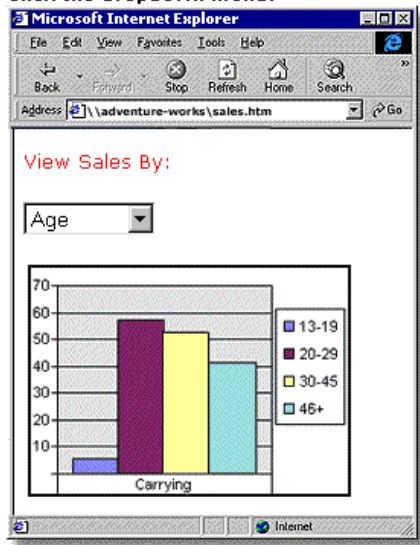 Microsoft Internet Explorer
File Edit View Favorites Tools Help
Back Forward Stop Refresh Home Search »
Address \\adventure-works\sales.htm Go
View Sales By:
Age
70
60
50
40
30
20
10
Carrying
13-19
20-29
30-45
46+
Internet